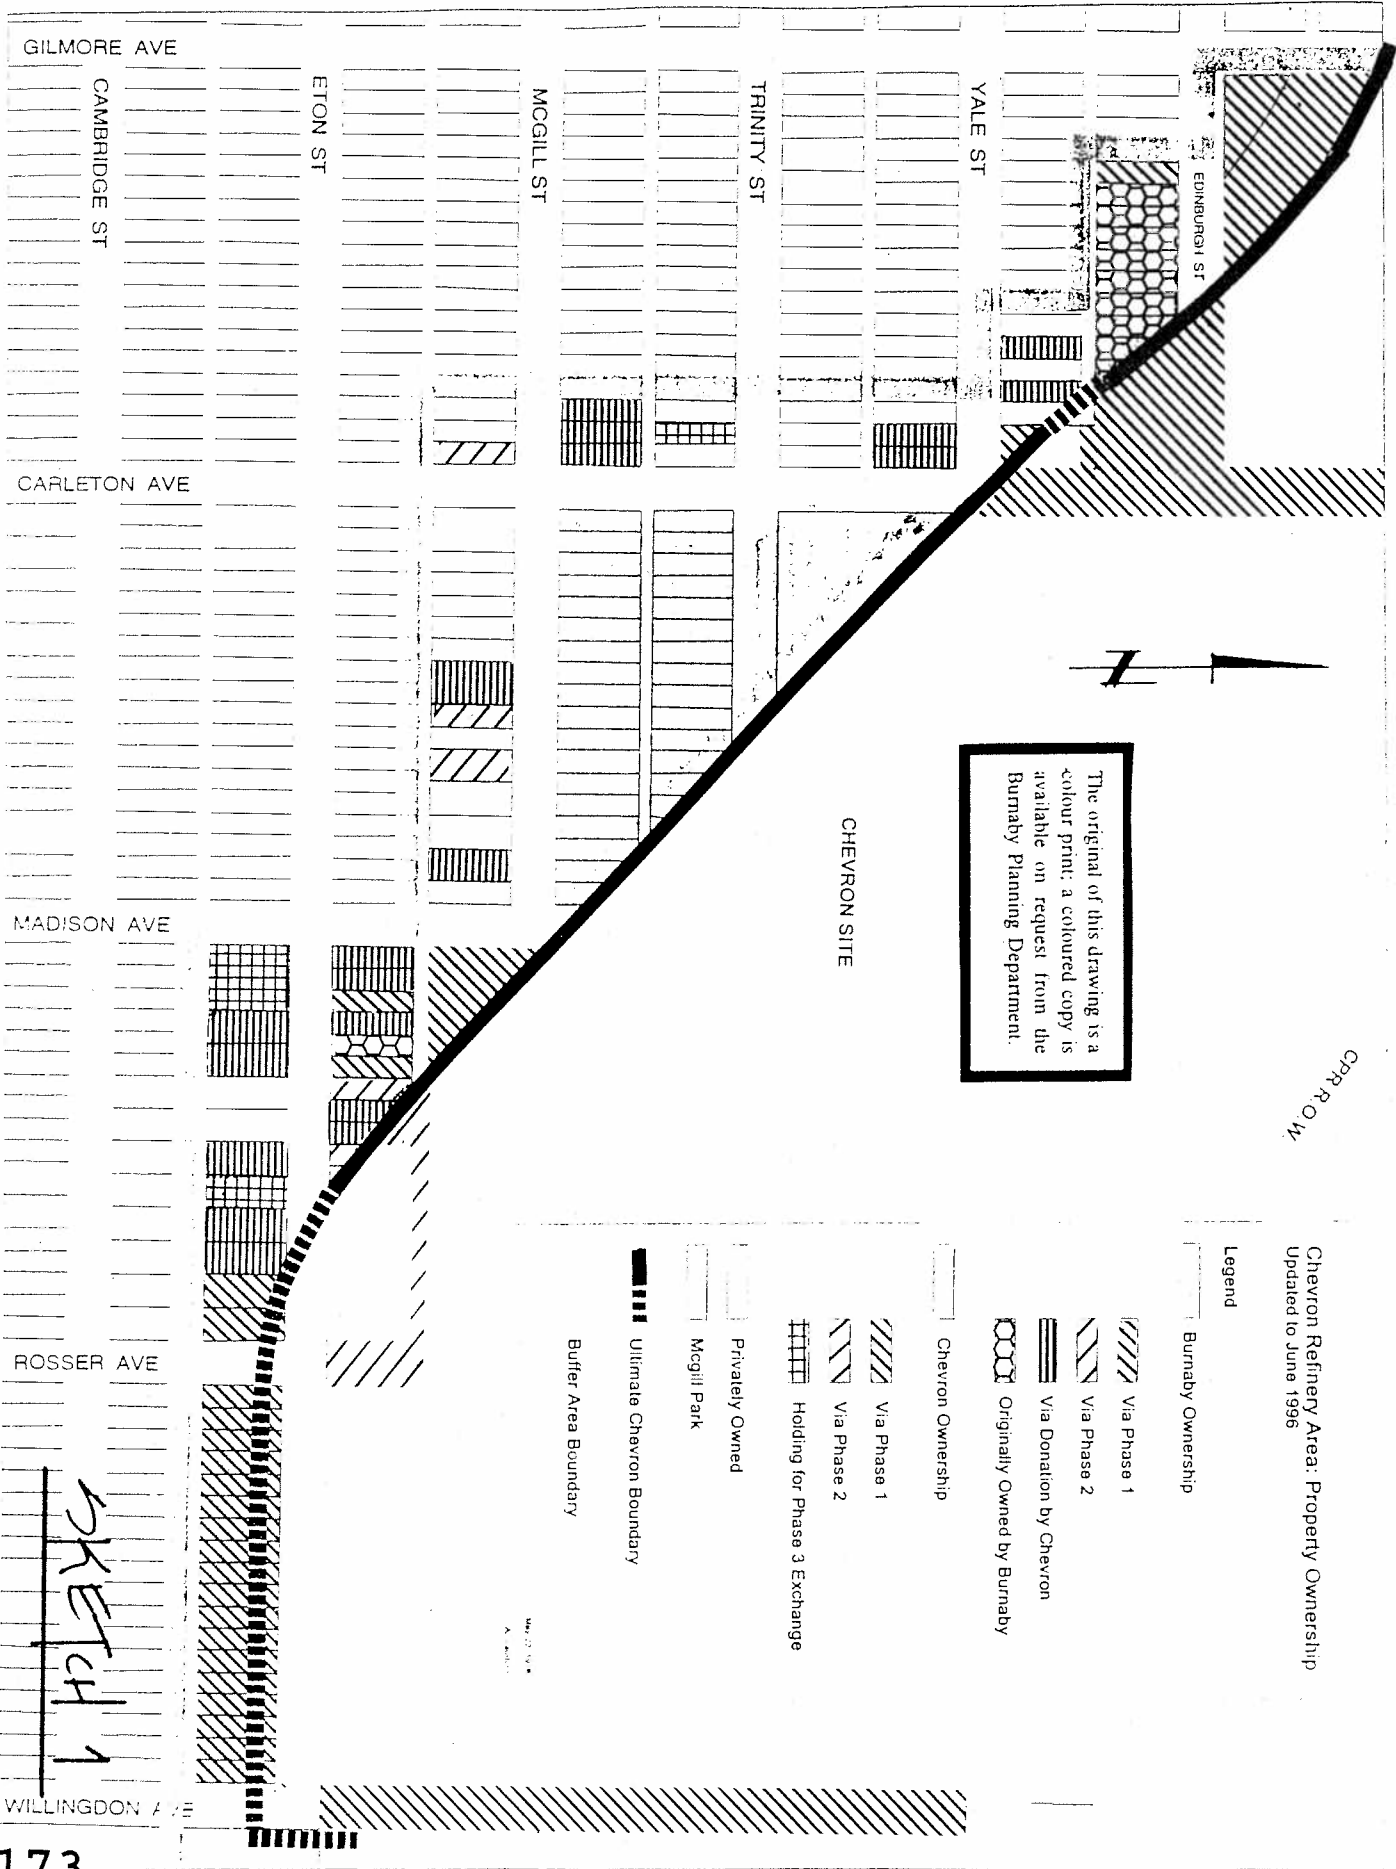 GILMORE AVE
CAMBRIDGE ST
ETON ST
MCGILL ST
TRINITY ST
YALE ST
EDINBURGH ST
CARLETON AVE
The original of this drawing is a
colour print; a coloured copy is
available on request from the
Burnaby Planning Department.
CHEVRON SITE
MADISON AVE
CPR R.O.W.
Chevron Refinery Area: Property Ownership
Updated to June 1996
Legend
Burnaby Ownership
Via Phase 1
Via Phase 2
Via Donation by Chevron
Originally Owned by Burnaby
Chevron Ownership
Via Phase 1
Via Phase 2
Holding for Phase 3 Exchange
Privately Owned
Mcgill Park
Ultimate Chevron Boundary
Buffer Area Boundary
ROSSER AVE
SKETCH 1
WILLINGDON AVE
173